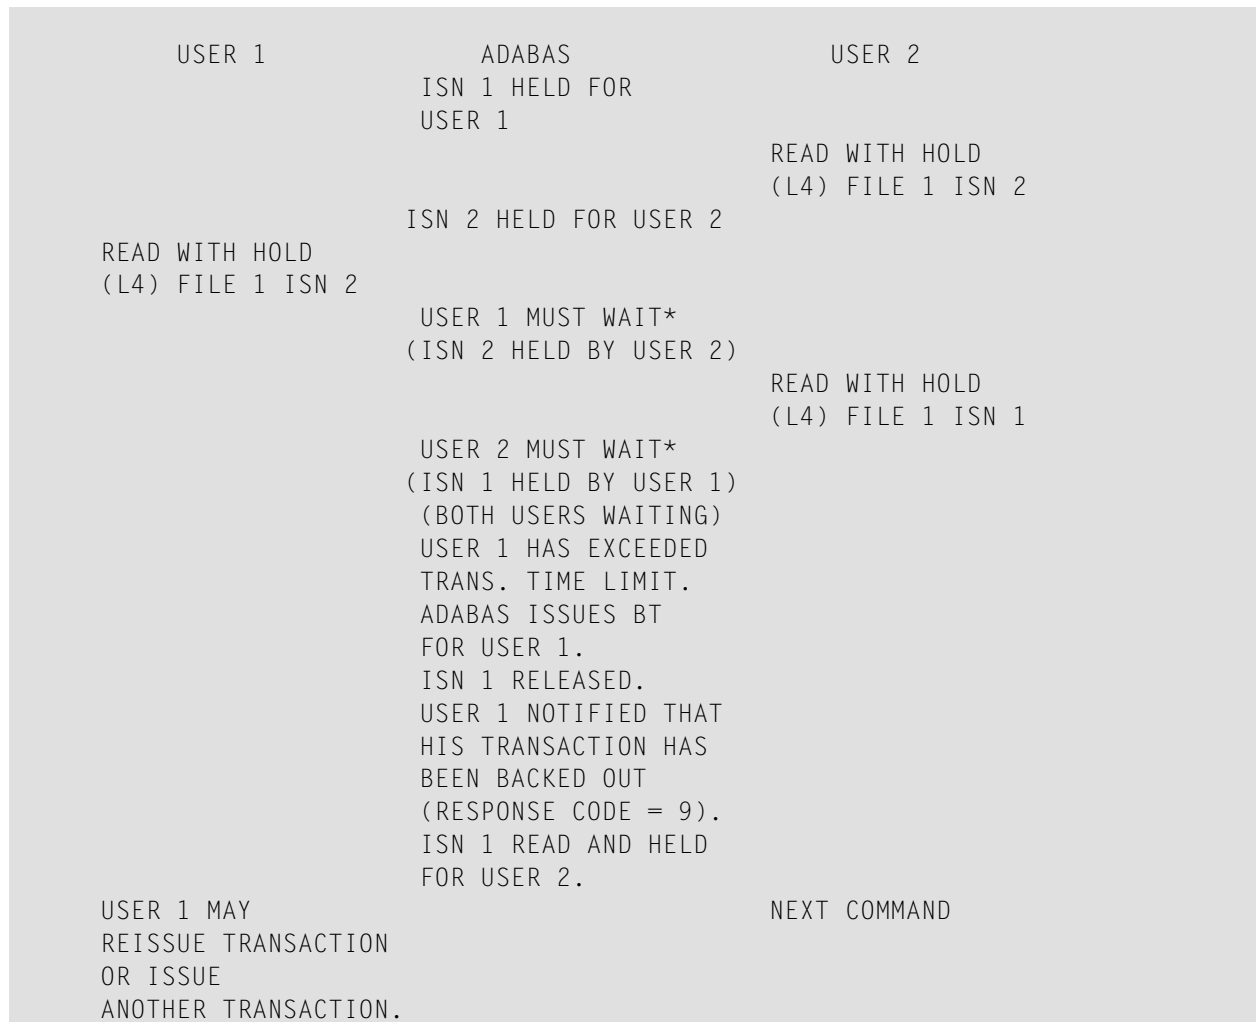 USER 1 ADABAS USER 2
ISN 1 HELD FOR
USER 1
READ WITH HOLD
(L4) FILE 1 ISN 2
ISN 2 HELD FOR USER 2
READ WITH HOLD
(L4) FILE 1 ISN 2
USER 1 MUST WAIT*
(ISN 2 HELD BY USER 2)
READ WITH HOLD
(L4) FILE 1 ISN 1
USER 2 MUST WAIT*
(ISN 1 HELD BY USER 1)
(BOTH USERS WAITING)
USER 1 HAS EXCEEDED
TRANS. TIME LIMIT.
ADABAS ISSUES BT
FOR USER 1.
ISN 1 RELEASED.
USER 1 NOTIFIED THAT
HIS TRANSACTION HAS
BEEN BACKED OUT
(RESPONSE CODE = 9).
ISN 1 READ AND HELD
FOR USER 2.
USER 1 MAY NEXT COMMAND
REISSUE TRANSACTION
OR ISSUE
ANOTHER TRANSACTION.